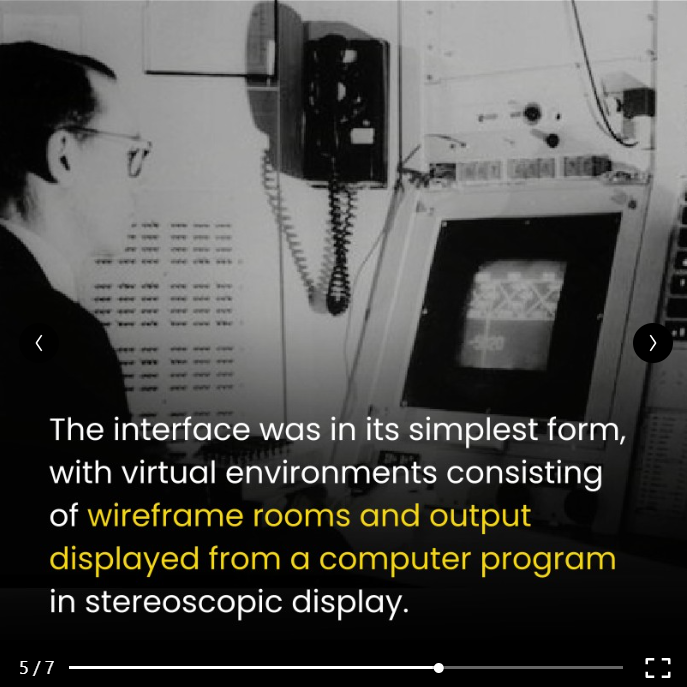 The interface was in its simplest form,
with virtual environments consisting
of wireframe rooms and output
displayed from a computer program
in stereoscopic display.
5 / 7